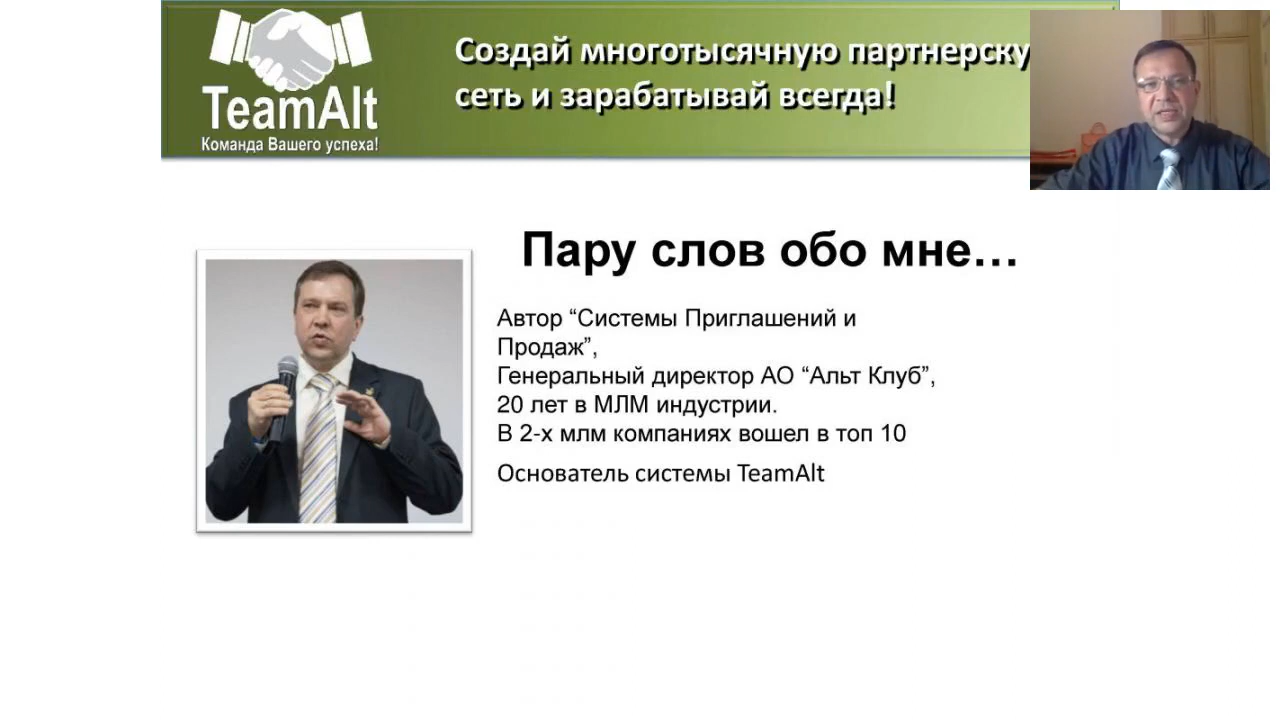 TeamAlt
Команда Вашего успеха!
Создай многотысячную партнерску
сеть и зарабатывай всегда!
Пару слов обо мне…
Автор “Системы Приглашений и
Продаж”,
Генеральный директор АО “Альт Клуб”,
20 лет в МЛМ индустрии.
В 2-х млм компаниях вошел в топ 10
Основатель системы TeamAlt